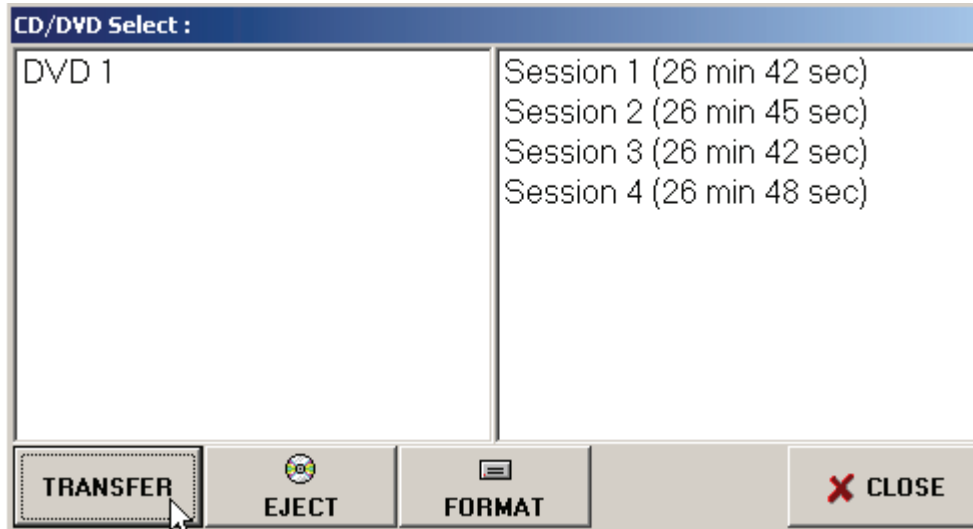 CD/DVD Select :
DVD 1
Session 1 (26 min 42 sec)
Session 2 (26 min 45 sec)
Session 3 (26 min 42 sec)
Session 4 (26 min 48 sec)
TRANSFER
EJECT
FORMAT
CLOSE